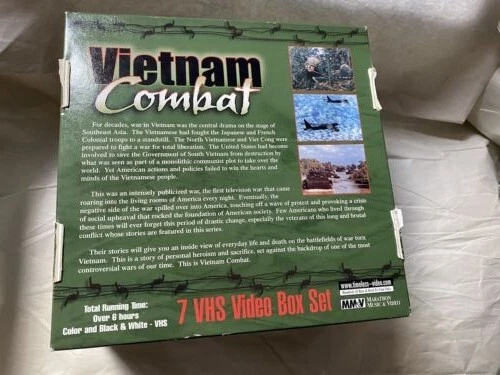 Vietnam
Combat
For decades, war in Vietnam was the central drama on the stage of
Southeast Asia. The Vietnamese had fought the Japanese and French
Colonial troops to a standstill. The North Vietnamese and Viet Cong were
prepared to fight a war for total liberation. The United States had become
involved to save the Government of South Vietnam from destruction by
what was seen as part of a monolithic communist plot to take over the
world. Yet American actions and policies failed to win the hearts and
minds of the Vietnamese people.
This was an intensely publicized war, the first television war that came
roaring into the living rooms of America every night. Eventually, the
negative side of the war spilled over into America, touching off a wave of protest and provoking a crisis
of social upheaval that rocked the foundation of American society. Few Americans who lived through
these times will ever forget this period of drastic change, especially the veterans of this long and brutal
conflict whose stories are featured in this series.
Their stories will give you an inside view of everyday life and death on the battlefields of war torn
Vietnam. This is a story of personal heroism and sacrifice, set against the backdrop of one of the most
controversial wars of our time. This is Vietnam Combat.
Total Running Time:
Over 6 hours
Color and Black & White - VHS
7 VHS Video Box Set
www.timeless-video.com
MM&V
MARATHON
MUSIC & VIDEO